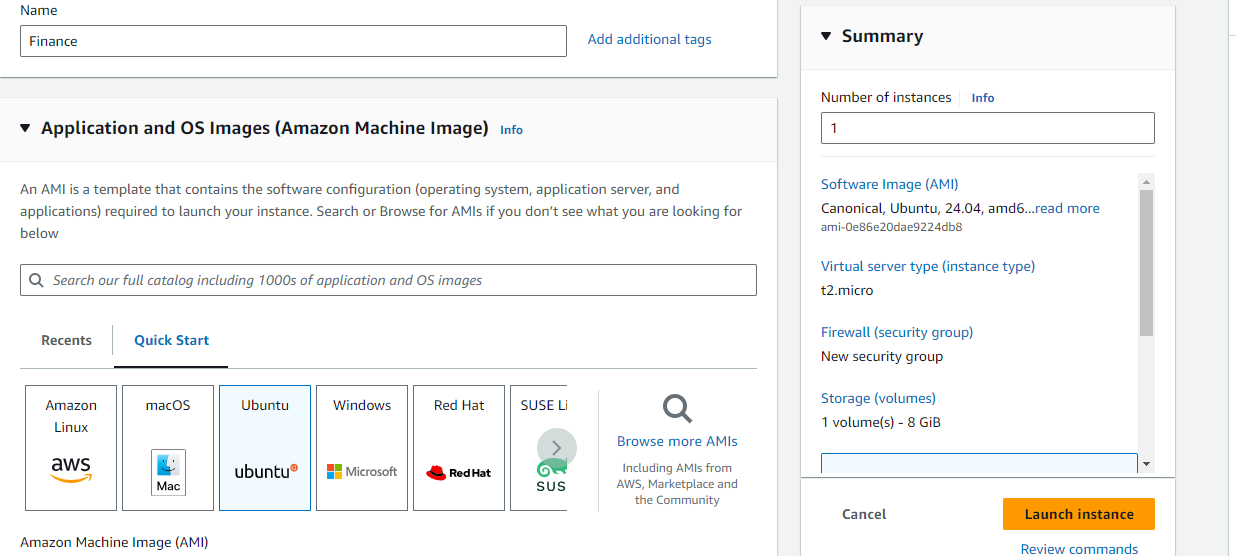 Name
Finance
Add additional tags
Application and OS Images (Amazon Machine Image) Info
An AMI is a template that contains the software configuration (operating system, application server, and
applications) required to launch your instance. Search or Browse for AMIs if you don’t see what you are looking for
below
Search our full catalog including 1000s of application and OS images
Recents
Quick Start
Amazon
Linux
aws
macOS
Mac
Ubuntu
ubuntu
Windows
Microsoft
Red Hat
Red Hat
SUSE Li
SUS
Browse more AMIs
Including AMIs from
AWS, Marketplace and
the Community
Amazon Machine Image (AMI)
Summary
Number of instances Info
1
Software Image (AMI)
Canonical, Ubuntu, 24.04, amd6...read more
ami-0e86e20dae9224db8
Virtual server type (instance type)
t2.micro
Firewall (security group)
New security group
Storage (volumes)
1 volume(s) - 8 GiB
Cancel
Launch instance
Review commands